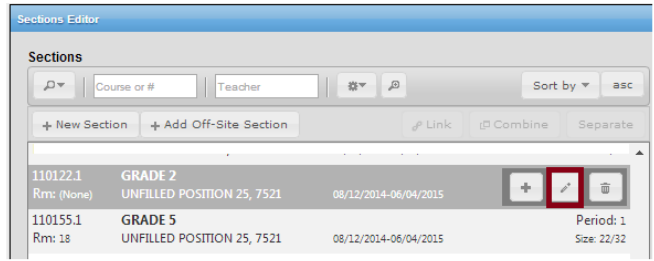 Sections Editor
Sections
Course or # Teacher Sort by asc
+ New Section + Add Off-Site Section Link Combine Separate
110122.1 GRADE 2
Rm: (None) UNFILLED POSITION 25, 7521 08/12/2014-06/04/2015
110155.1 GRADE 5 Period: 1
Rm: 18 UNFILLED POSITION 25, 7521 08/12/2014-06/04/2015 Size: 22/32